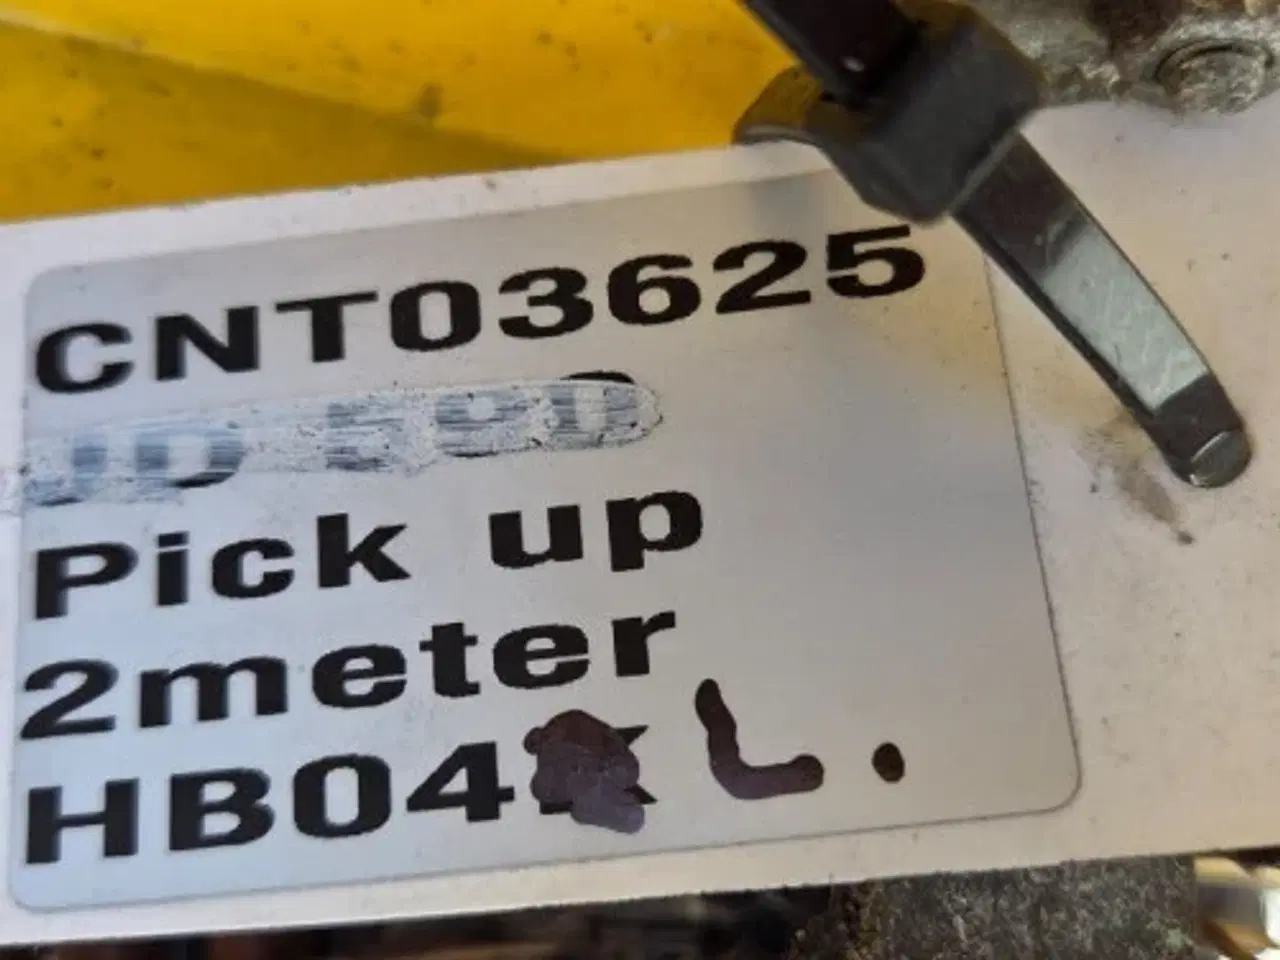 CNT03625
Pick up
2meter
HB04 L.